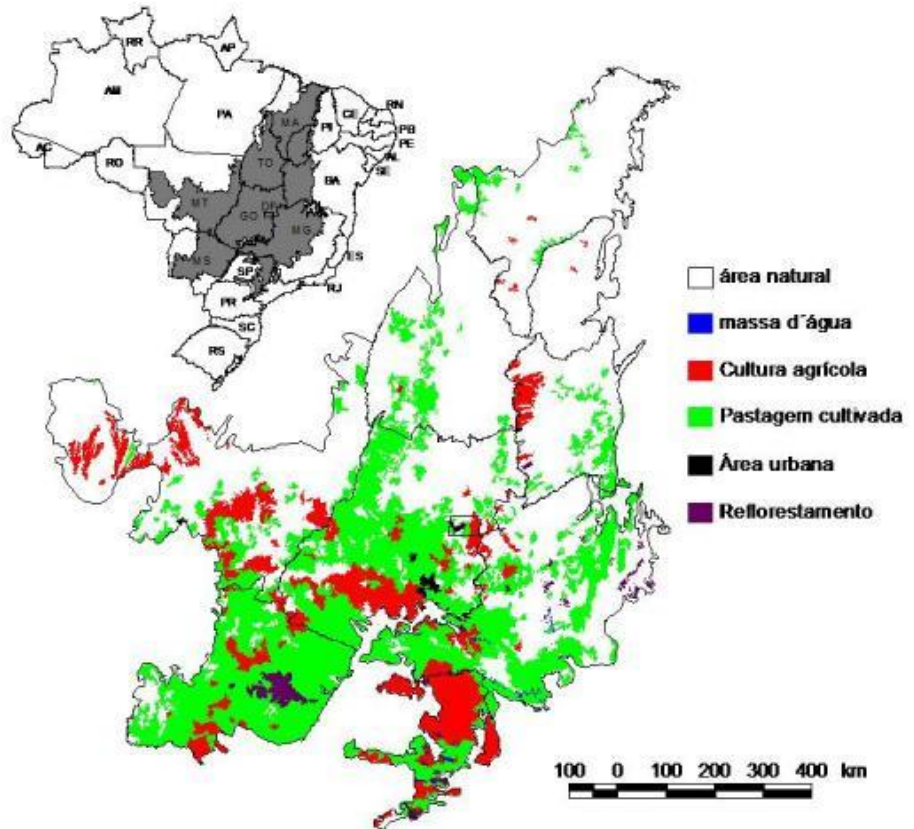 RR
AP
AM
PA
MA
CE
RN
PI
PB
PE
AL
SE
AC
RO
TO
BA
MT
GO
DF
MG
MS
ES
SP
RJ
PR
SC
RS
área natural
massa d´água
Cultura agrícola
Pastagem cultivada
Área urbana
Reflorestamento
100 0 100 200 300 400 km